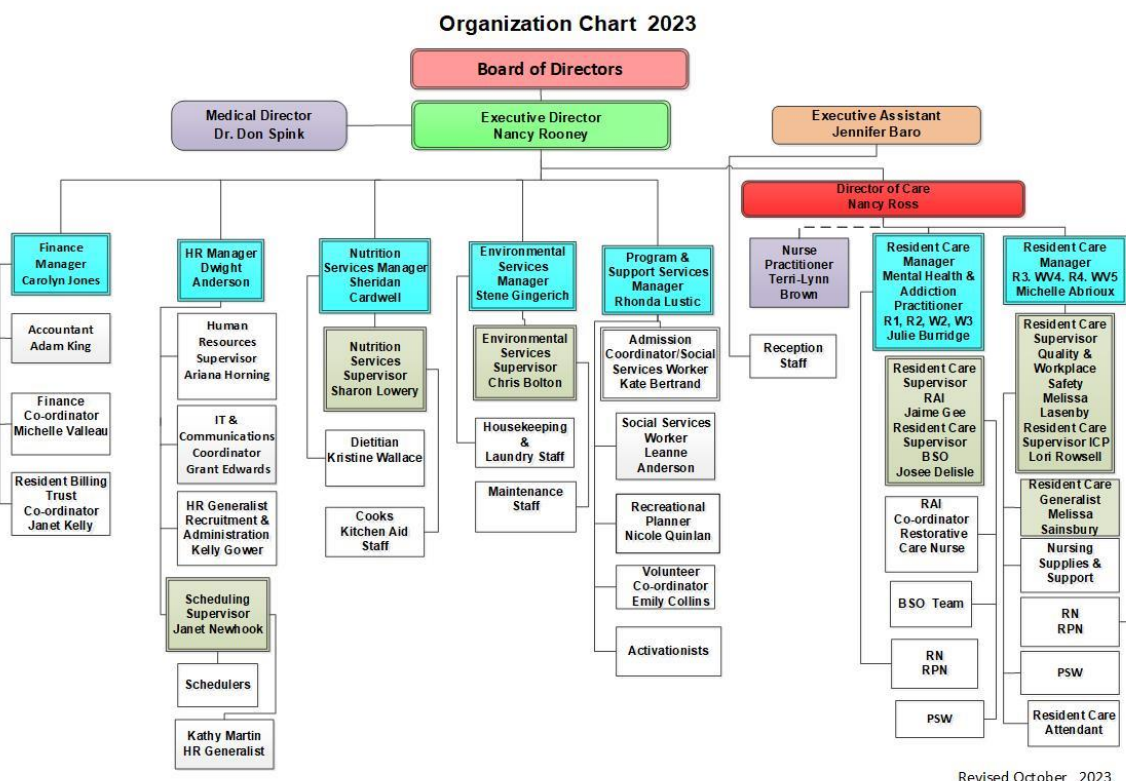 Organization Chart 2023
Board of Directors
Medical Director
Dr. Don Spink
Executive Director
Nancy Rooney
Executive Assistant
Jennifer Baro
Director of Care
Nancy Ross
Finance
Manager
Carolyn Jones
Accountant
Adam King
Finance
Co-ordinator
Michelle Valleau
Resident Billing
Trust
Co-ordinator
Janet Kelly
HR Manager
Dwight
Anderson
Human
Resources
Supervisor
Ariana Horning
IT &
Communications
Coordinator
Grant Edwards
HR Generalist
Recruitment &
Administration
Kelly Gower
Scheduling
Supervisor
Janet Newhook
Schedulers
Kathy Martin
HR Generalist
Nutrition
Services Manager
Sheridan
Cardwell
Nutrition
Services
Supervisor
Sharon Lowery
Dietitian
Kristine Wallace
Cooks
Kitchen Aid
Staff
Environmental
Services
Manager
Stene Gingerich
Environmental
Services
Supervisor
Chris Bolton
Housekeeping
&
Laundry Staff
Maintenance
Staff
Program &
Support Services
Manager
Rhonda Lustic
Admission
Coordinator/Social
Services Worker
Kate Bertrand
Social Services
Worker
Leanne
Anderson
Recreational
Planner
Nicole Quinlan
Volunteer
Co-ordinator
Emily Collins
Activationists
Nurse
Practitioner
Terri-Lynn
Brown
Reception
Staff
Resident Care
Manager
Mental Health &
Addiction
Practitioner
R1, R2, W2, W3
Julie Burridge
Resident Care
Supervisor
RAI
Jaime Gee
Resident Care
Supervisor
BSO
Josee Delisle
RAI
Co-ordinator
Restorative
Care Nurse
BSO Team
RN
RPN
PSW
Resident Care
Manager
R3. WV4. R4. WV5
Michelle Abrioux
Resident Care
Supervisor
Quality &
Workplace
Safety
Melissa
Lasenby
Resident Care
Supervisor ICP
Lori Rowsell
Resident Care
Generalist
Melissa
Sainsbury
Nursing
Supplies &
Support
RN
RPN
PSW
Resident Care
Attendant
Revised October 2023